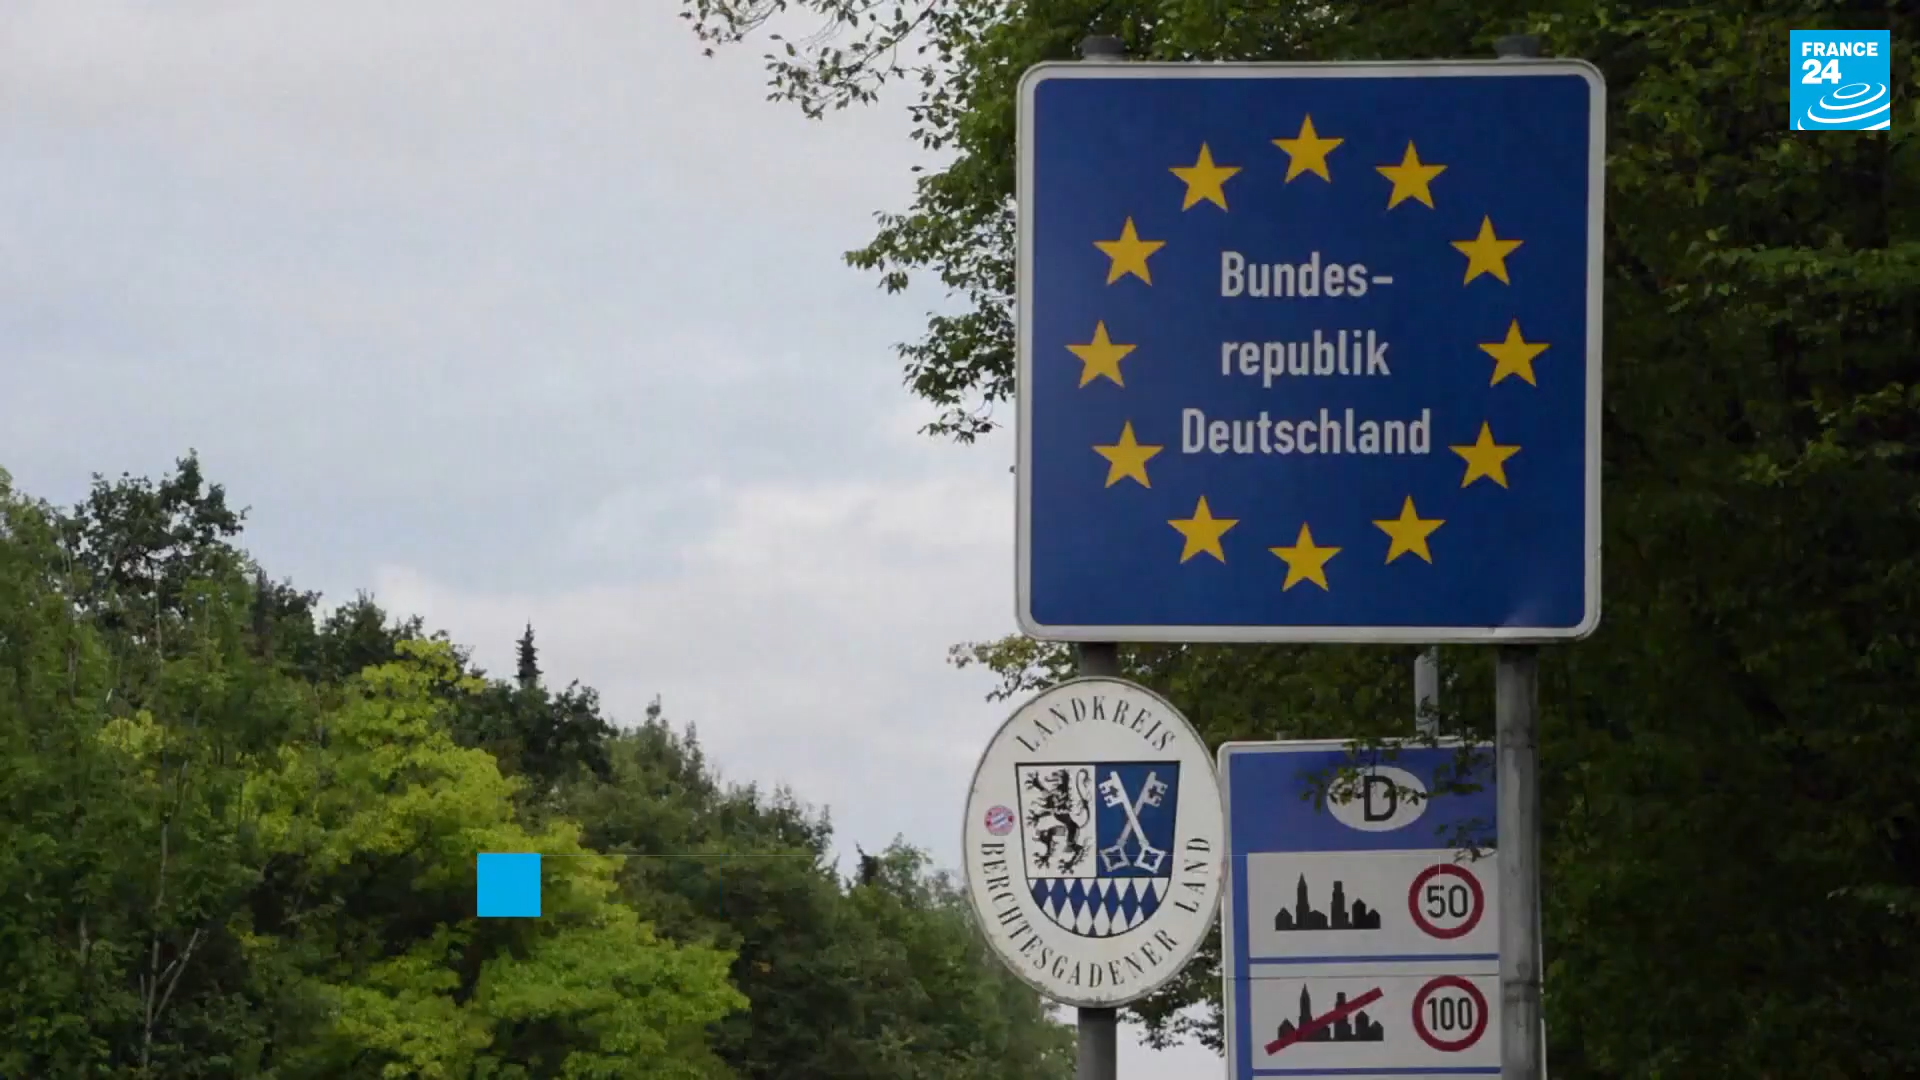 FRANCE
24
Bundes-
republik
Deutschland
LANDKREIS
BERCHTESGADENER LAND
D
50
100